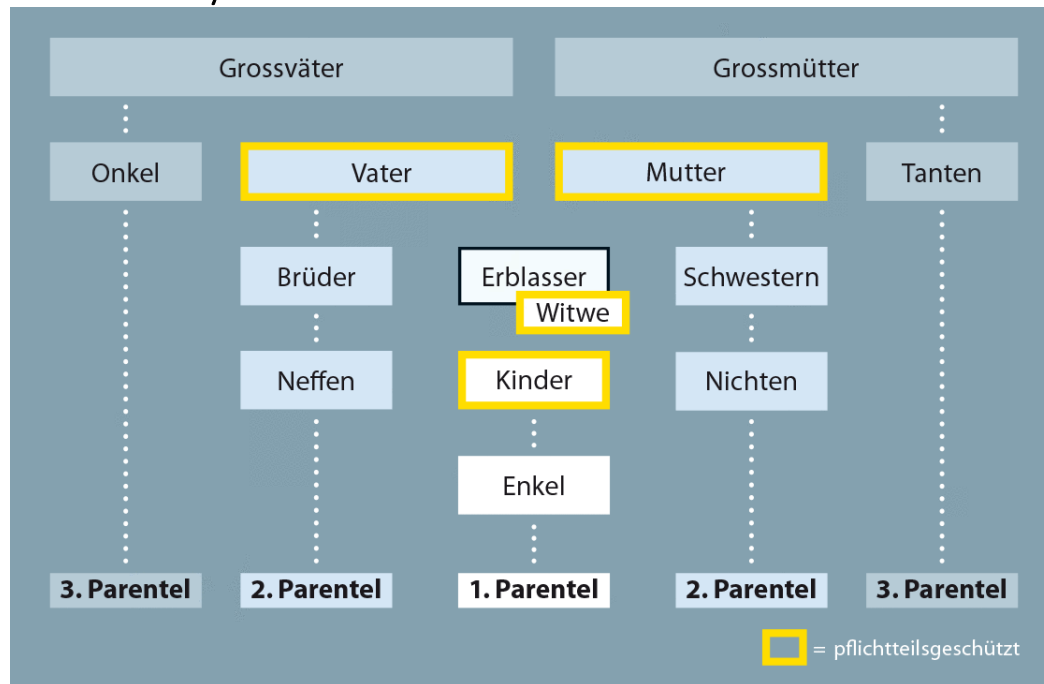 Grossväter
Grossmütter
Onkel
Vater
Mutter
Tanten
Brüder
Erblasser
Schwestern
Witwe
Neffen
Kinder
Nichten
Enkel
3. Parentel
2. Parentel
1. Parentel
2. Parentel
3. Parentel
= pflichtteilsgeschützt